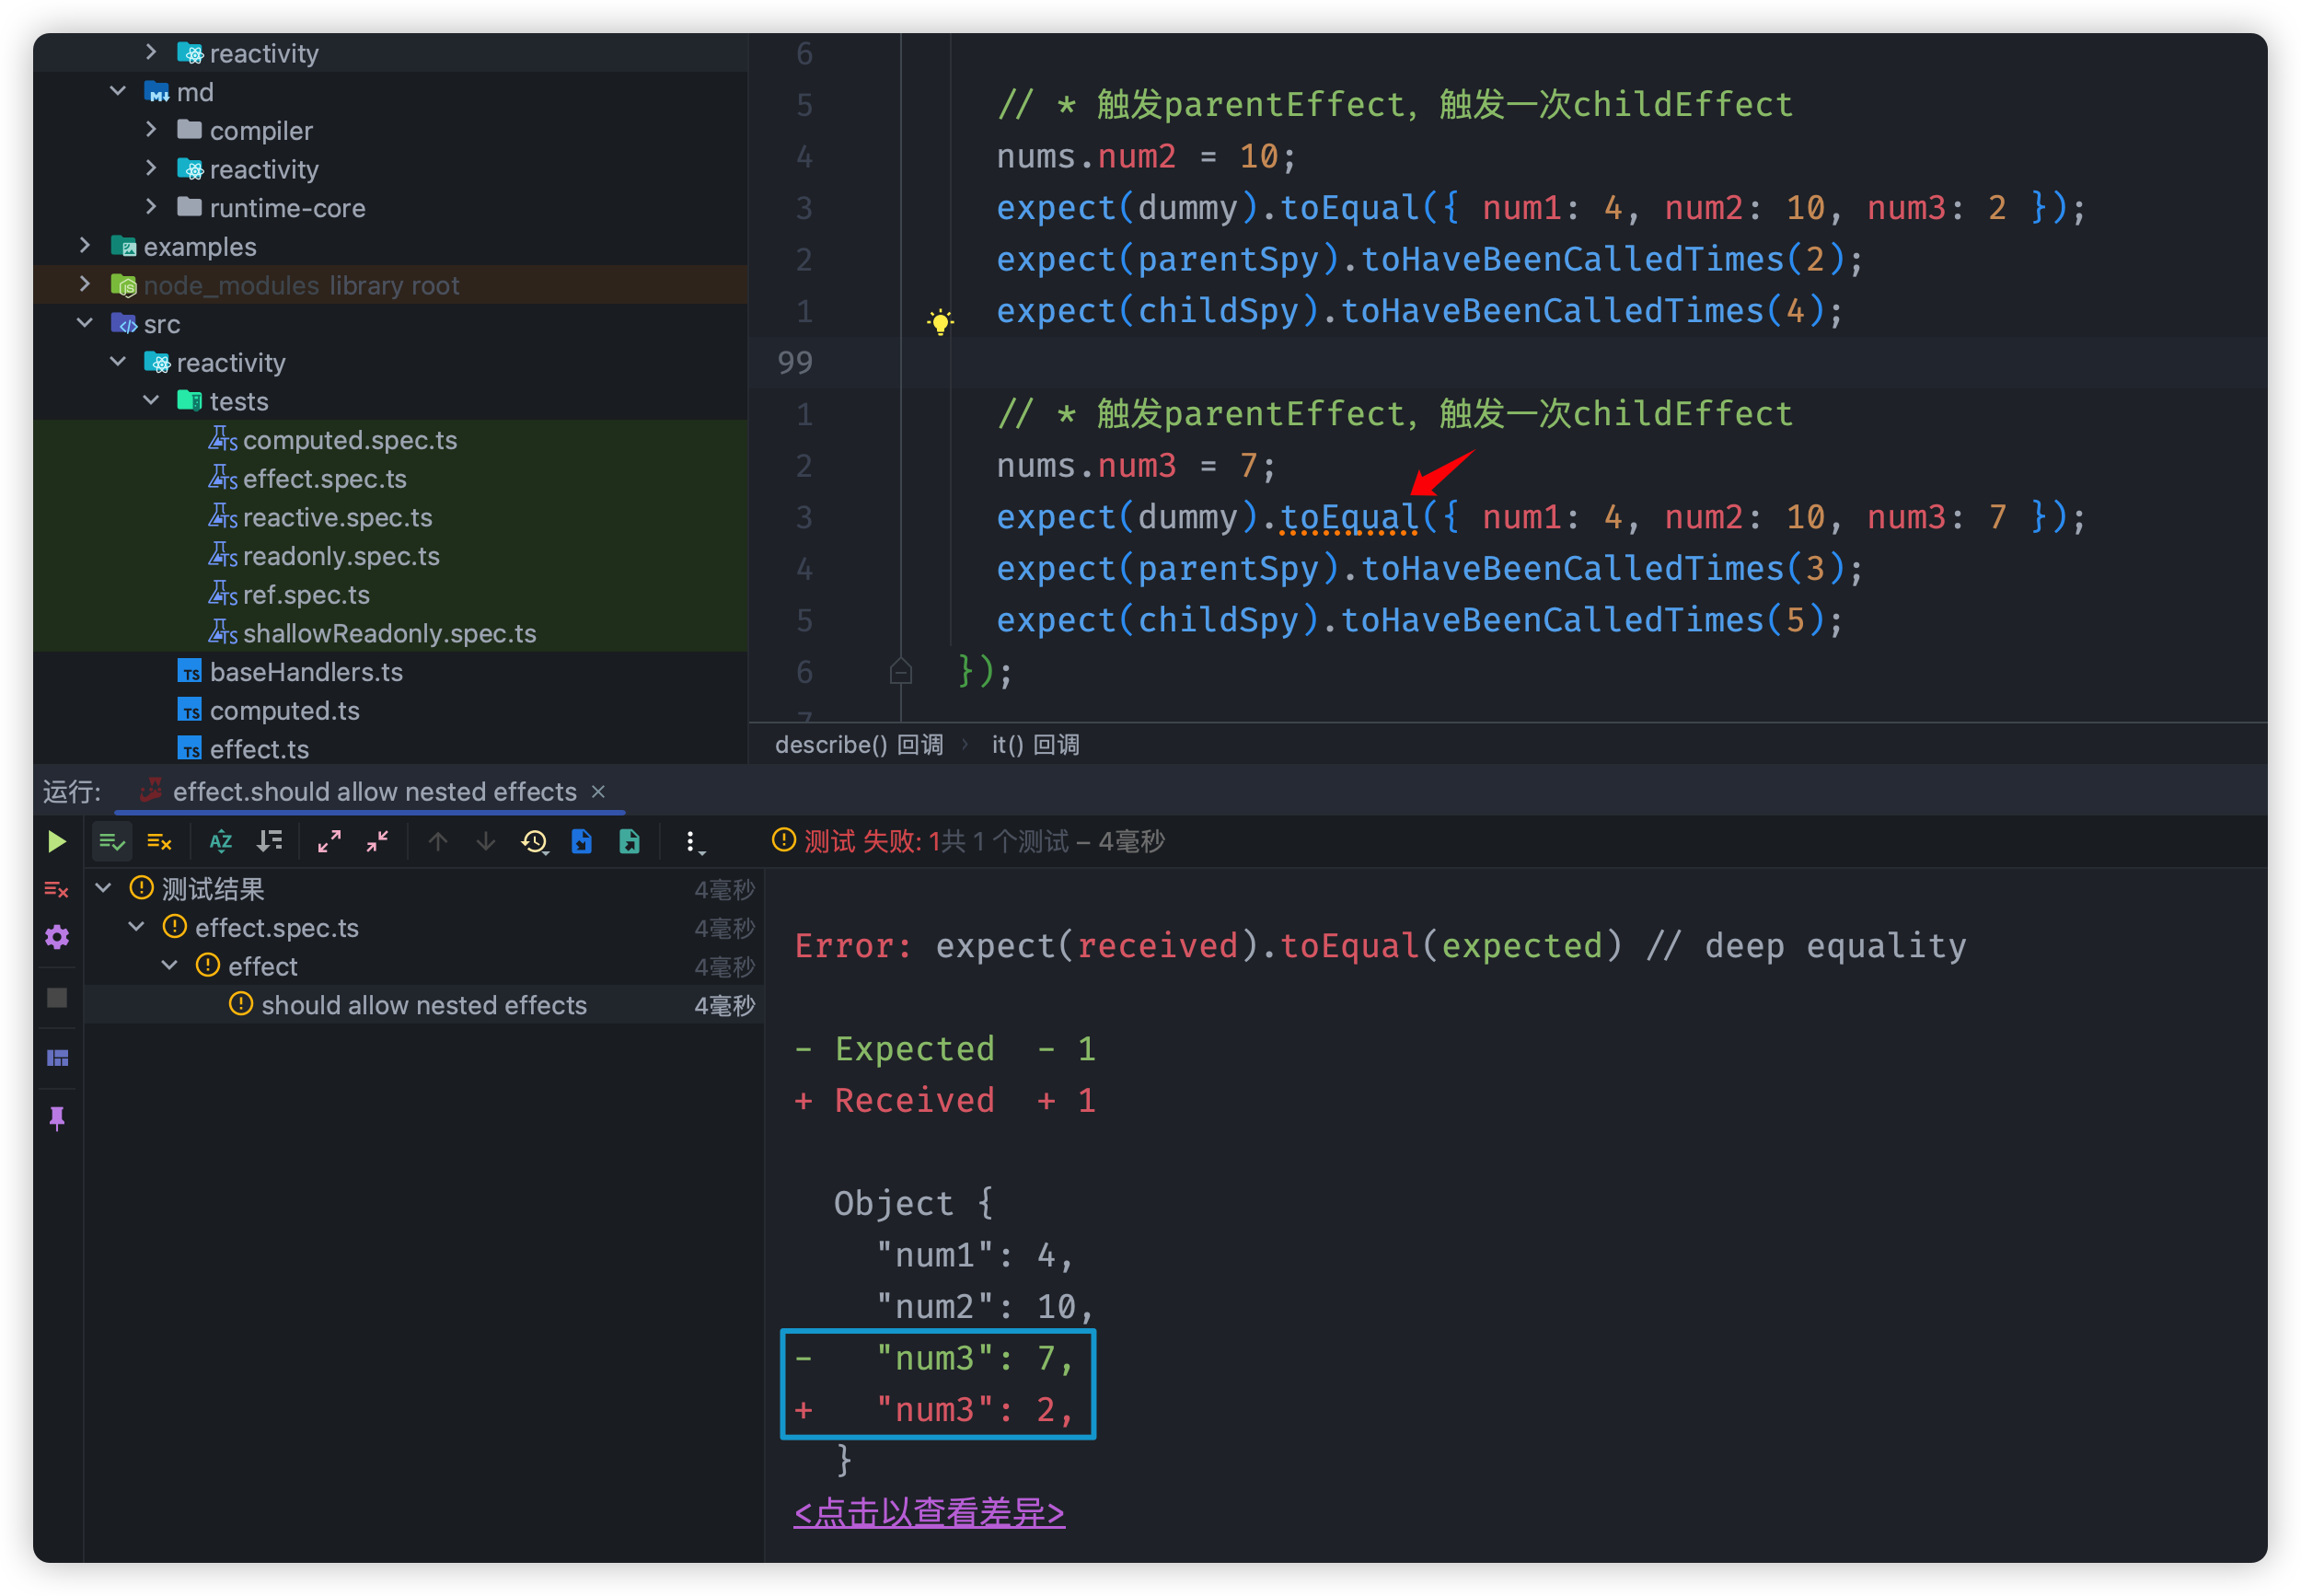 reactivity
md
compiler
reactivity
runtime-core
examples
node_modules library root
src
reactivity
tests
computed.spec.ts
effect.spec.ts
reactive.spec.ts
readonly.spec.ts
ref.spec.ts
shallowReadonly.spec.ts
baseHandlers.ts
computed.ts
effect.ts
6
5 // * 触发parentEffect, 触发一次childEffect
4 nums.num2 = 10;
3 expect(dummy).toEqual({ num1: 4, num2: 10, num3: 2 });
2 expect(parentSpy).toHaveBeenCalledTimes(2);
1 expect(childSpy).toHaveBeenCalledTimes(4);
99
1 // * 触发parentEffect, 触发一次childEffect
2 nums.num3 = 7;
3 expect(dummy).toEqual({ num1: 4, num2: 10, num3: 7 });
4 expect(parentSpy).toHaveBeenCalledTimes(3);
5 expect(childSpy).toHaveBeenCalledTimes(5);
6 });
7
describe() 回调 › it() 回调
运行: effect.should allow nested effects ×
测试 失败: 1共 1 个测试 – 4毫秒
测试结果 4毫秒
effect.spec.ts 4毫秒
effect 4毫秒
should allow nested effects 4毫秒
Error: expect(received).toEqual(expected) // deep equality
- Expected - 1
+ Received + 1
Object {
"num1": 4,
"num2": 10,
- "num3": 7,
+ "num3": 2,
}
<点击以查看差异>